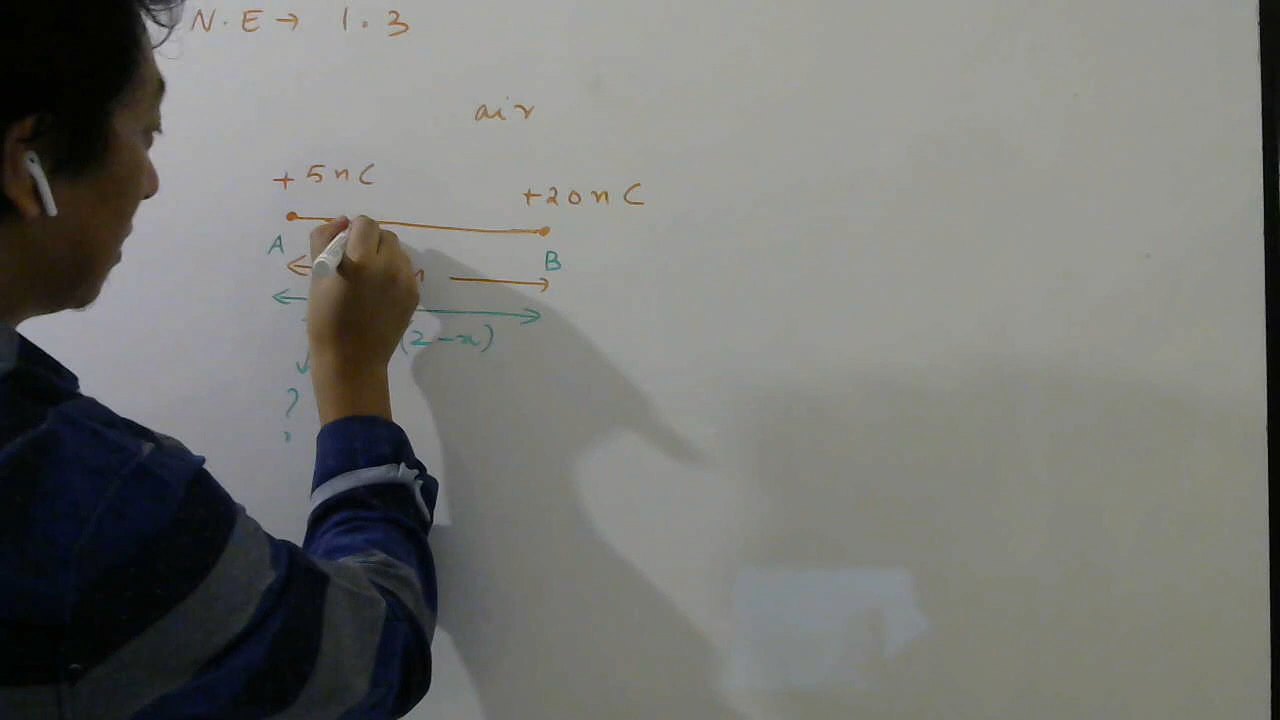 N.E → 1.3
air
+5nC
+20nC
A
B
(2-x)
?